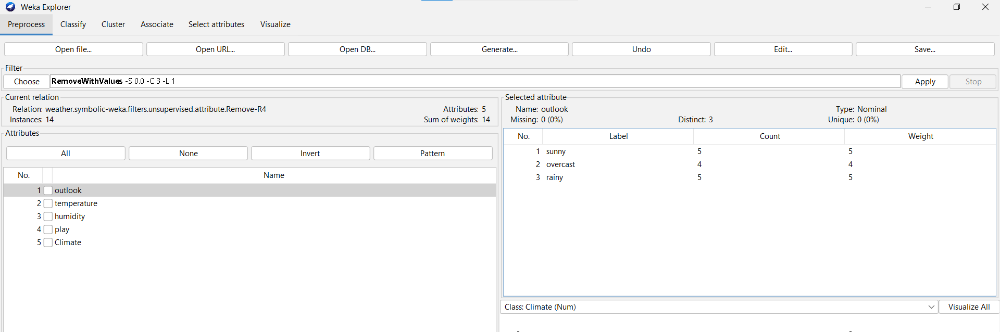 Weka Explorer
Preprocess Classify Cluster Associate Select attributes Visualize
Open file... Open URL... Open DB... Generate... Undo Edit... Save...
Filter
Choose RemoveWithValues -S 0.0 -C 3 -L 1 Apply Stop
Current relation
Relation: weather.symbolic-weka.filters.unsupervised.attribute.Remove-R4 Attributes: 5
Instances: 14 Sum of weights: 14
Attributes
All None Invert Pattern
No. Name
1 outlook
2 temperature
3 humidity
4 play
5 Climate
Selected attribute
Name: outlook Type: Nominal
Missing: 0 (0%) Distinct: 3 Unique: 0 (0%)
No. Label Count Weight
1 sunny 5 5
2 overcast 4 4
3 rainy 5 5
Class: Climate (Num) Visualize All